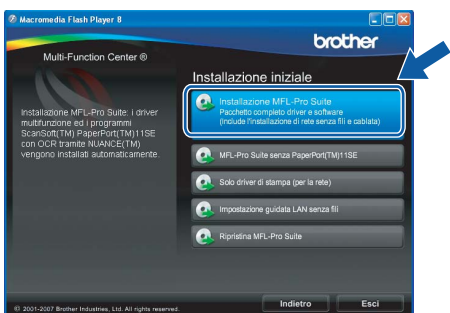 Macromedia Flash Player 8
brother
Multi-Function Center ®
Installazione iniziale
Installazione MFL-Pro Suite
Pacchetto completo driver e software
(Include l'installazione di rete senza fili e cablata)
Installazione MFL-Pro Suite: i driver
multifunzione ed i programmi
ScanSoft(TM) PaperPort(TM)11SE
con OCR tramite NUANCE(TM)
vengono installati automaticamente.
MFL-Pro Suite senza PaperPort(TM)11SE
Solo driver di stampa (per la rete)
Impostazione guidata LAN senza fili
Ripristina MFL-Pro Suite
© 2001-2007 Brother Industries, Ltd. All rights reserved.
Indietro
Esci